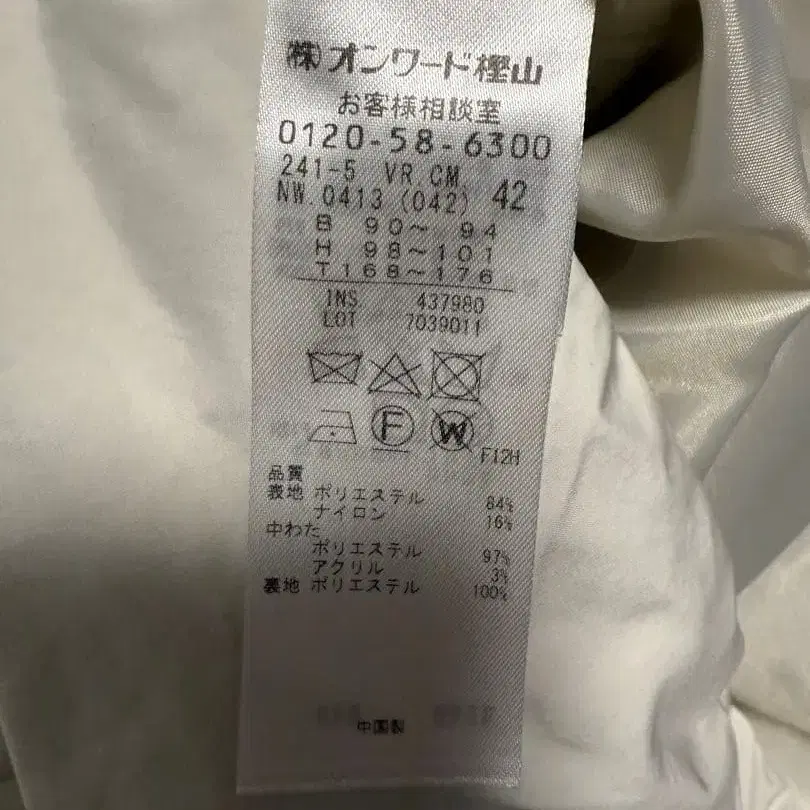 ㈱オンワード樫山
お客様相談室
0120-58-6300
241-5 VR CM.
NW.0413(042) 42
B 90～ 94
H 98～101
T168～176
INS 437980
LOT 7039011
F
W
F12H
品質
表地 ポリエステル 84%
ナイロン 16%
中わた
ポリエステル 97%
アクリル 3%
裏地 ポリエステル 100%
中国製